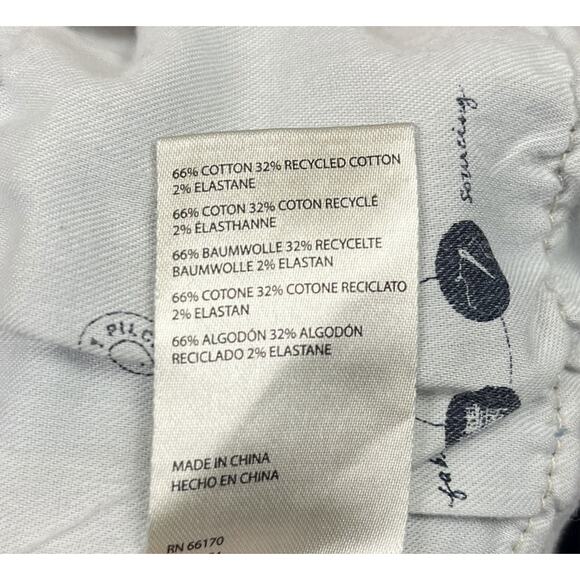 66% COTTON 32% RECYCLED COTTON
2% ELASTANE
66% COTON 32% COTON RECYCLÉ
2% ÉLASTHANNE
66% BAUMWOLLE 32% RECYCELTE
BAUMWOLLE 2% ELASTAN
66% COTONE 32% COTONE RICICLATO
2% ELASTAN
66% ALGODÓN 32% ALGODÓN
RECICLADO 2% ELASTANE
MADE IN CHINA
HECHO EN CHINA
RN 66170
sourcing